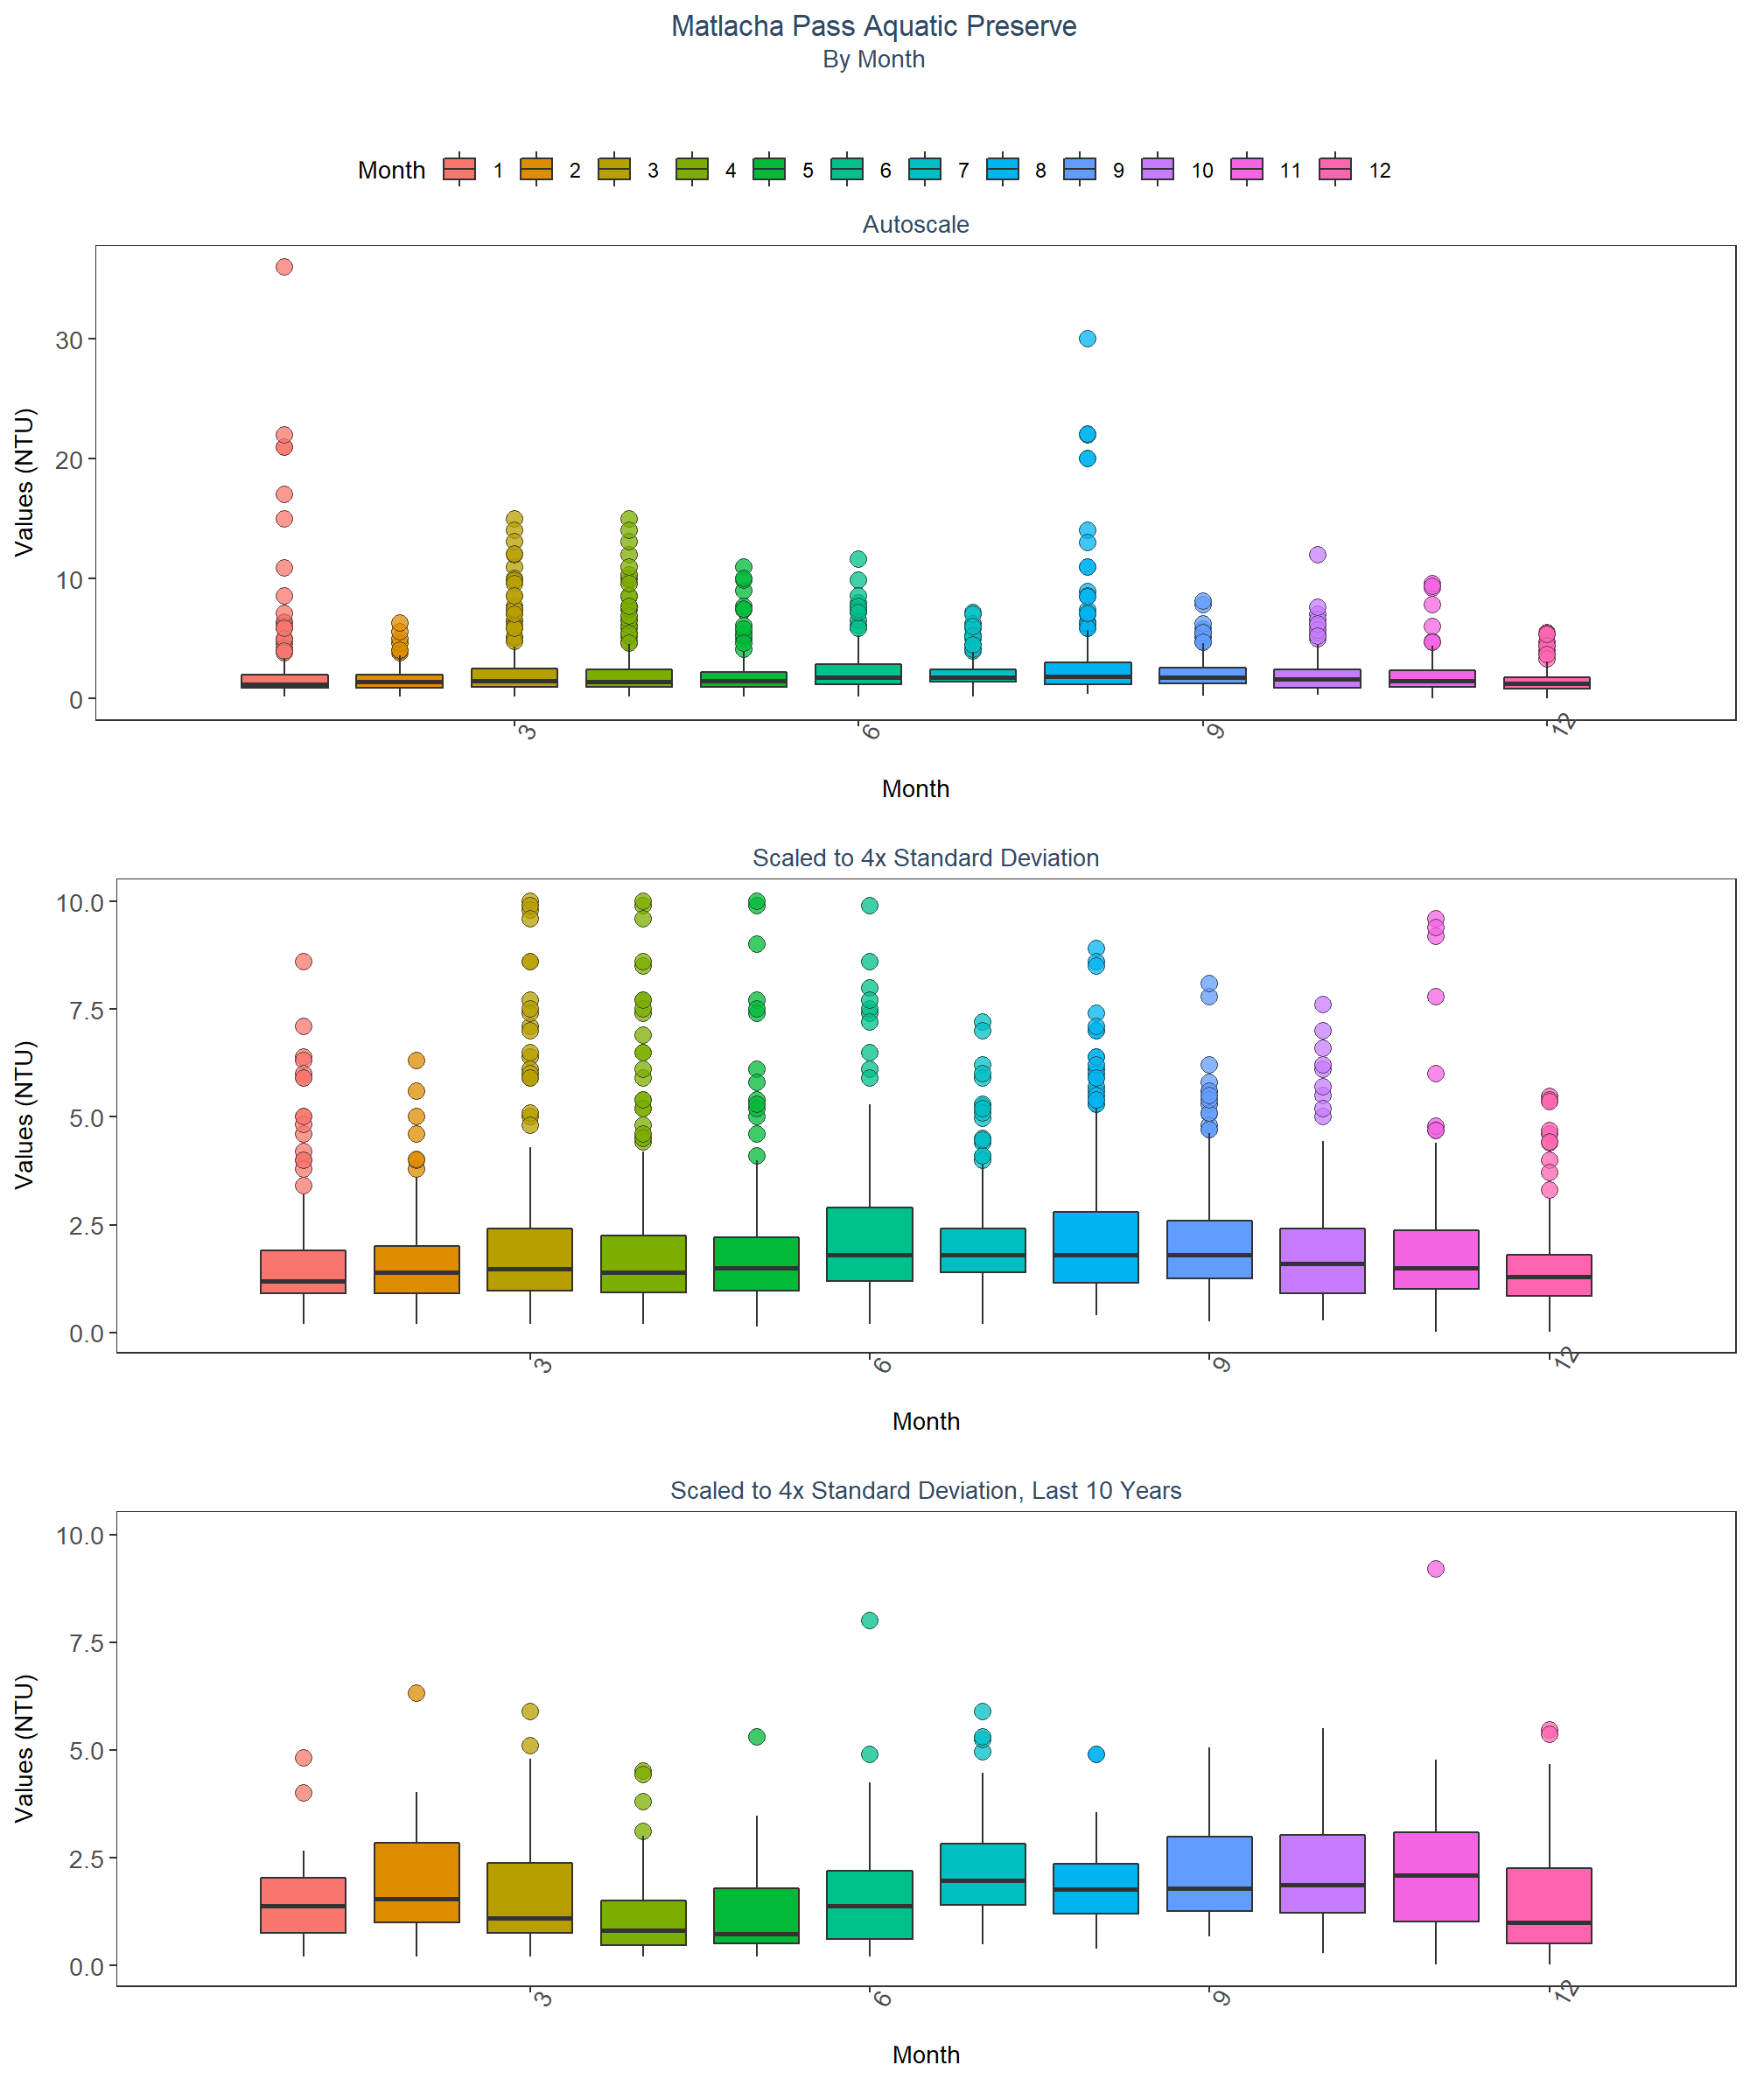 Matlacha Pass Aquatic Preserve
By Month
Month 1 2 3 4 5 6 7 8 9 10 11 12
Autoscale
Values (NTU)
30
20
10
0
3 6 9 12
Month
Scaled to 4x Standard Deviation
Values (NTU)
10.0
7.5
5.0
2.5
0.0
3 6 9 12
Month
Scaled to 4x Standard Deviation, Last 10 Years
Values (NTU)
10.0
7.5
5.0
2.5
0.0
3 6 9 12
Month